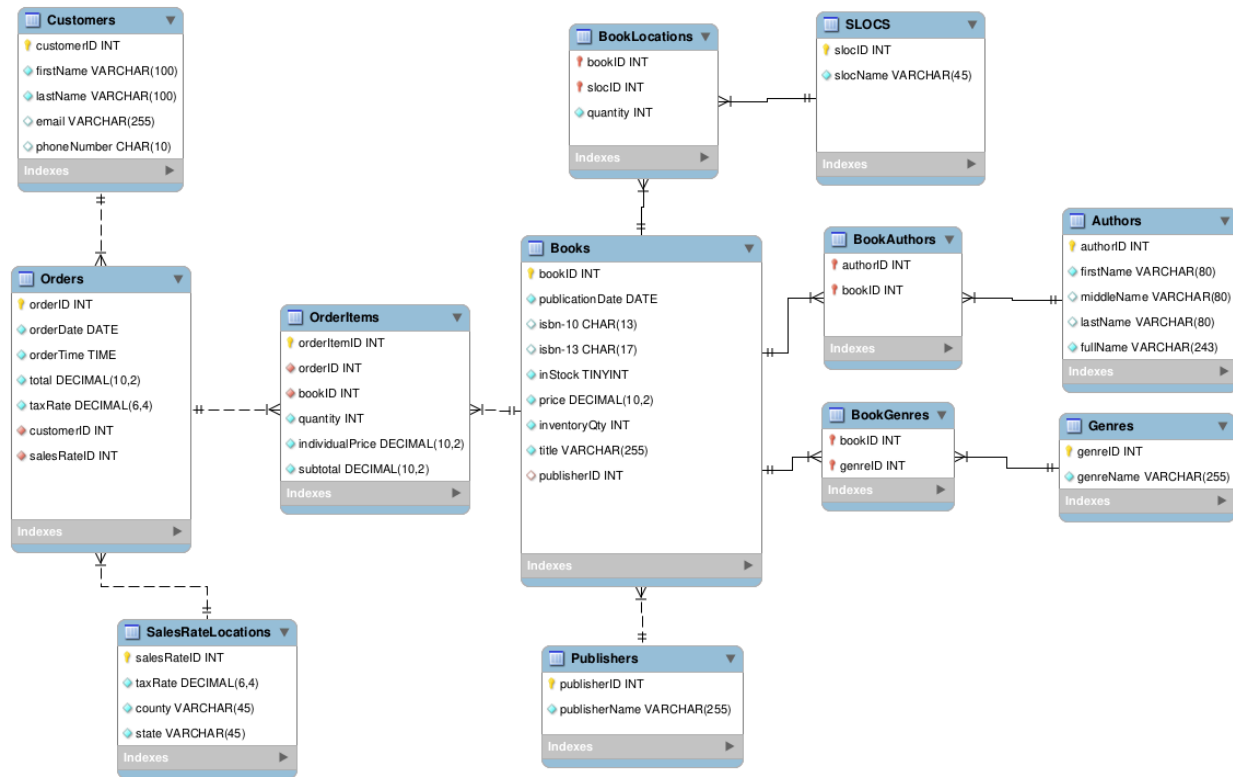 Customers
customerID INT
firstName VARCHAR(100)
lastName VARCHAR(100)
email VARCHAR(255)
phoneNumber CHAR(10)
Indexes
BookLocations
bookID INT
slocID INT
quantity INT
Indexes
SLOCS
slocID INT
slocName VARCHAR(45)
Indexes
Orders
orderID INT
orderDate DATE
orderTime TIME
total DECIMAL(10,2)
taxRate DECIMAL(6,4)
customerID INT
salesRateID INT
Indexes
OrderItems
orderItemID INT
orderID INT
bookID INT
quantity INT
individualPrice DECIMAL(10,2)
subtotal DECIMAL(10,2)
Indexes
Books
bookID INT
publicationDate DATE
isbn-10 CHAR(13)
isbn-13 CHAR(17)
inStock TINYINT
price DECIMAL(10,2)
inventoryQty INT
title VARCHAR(255)
publisherID INT
Indexes
BookAuthors
authorID INT
bookID INT
Indexes
Authors
authorID INT
firstName VARCHAR(80)
middleName VARCHAR(80)
lastName VARCHAR(80)
fullName VARCHAR(243)
Indexes
BookGenres
bookID INT
genreID INT
Indexes
Genres
genreID INT
genreName VARCHAR(255)
Indexes
SalesRateLocations
salesRateID INT
taxRate DECIMAL(6,4)
county VARCHAR(45)
state VARCHAR(45)
Indexes
Publishers
publisherID INT
publisherName VARCHAR(255)
Indexes